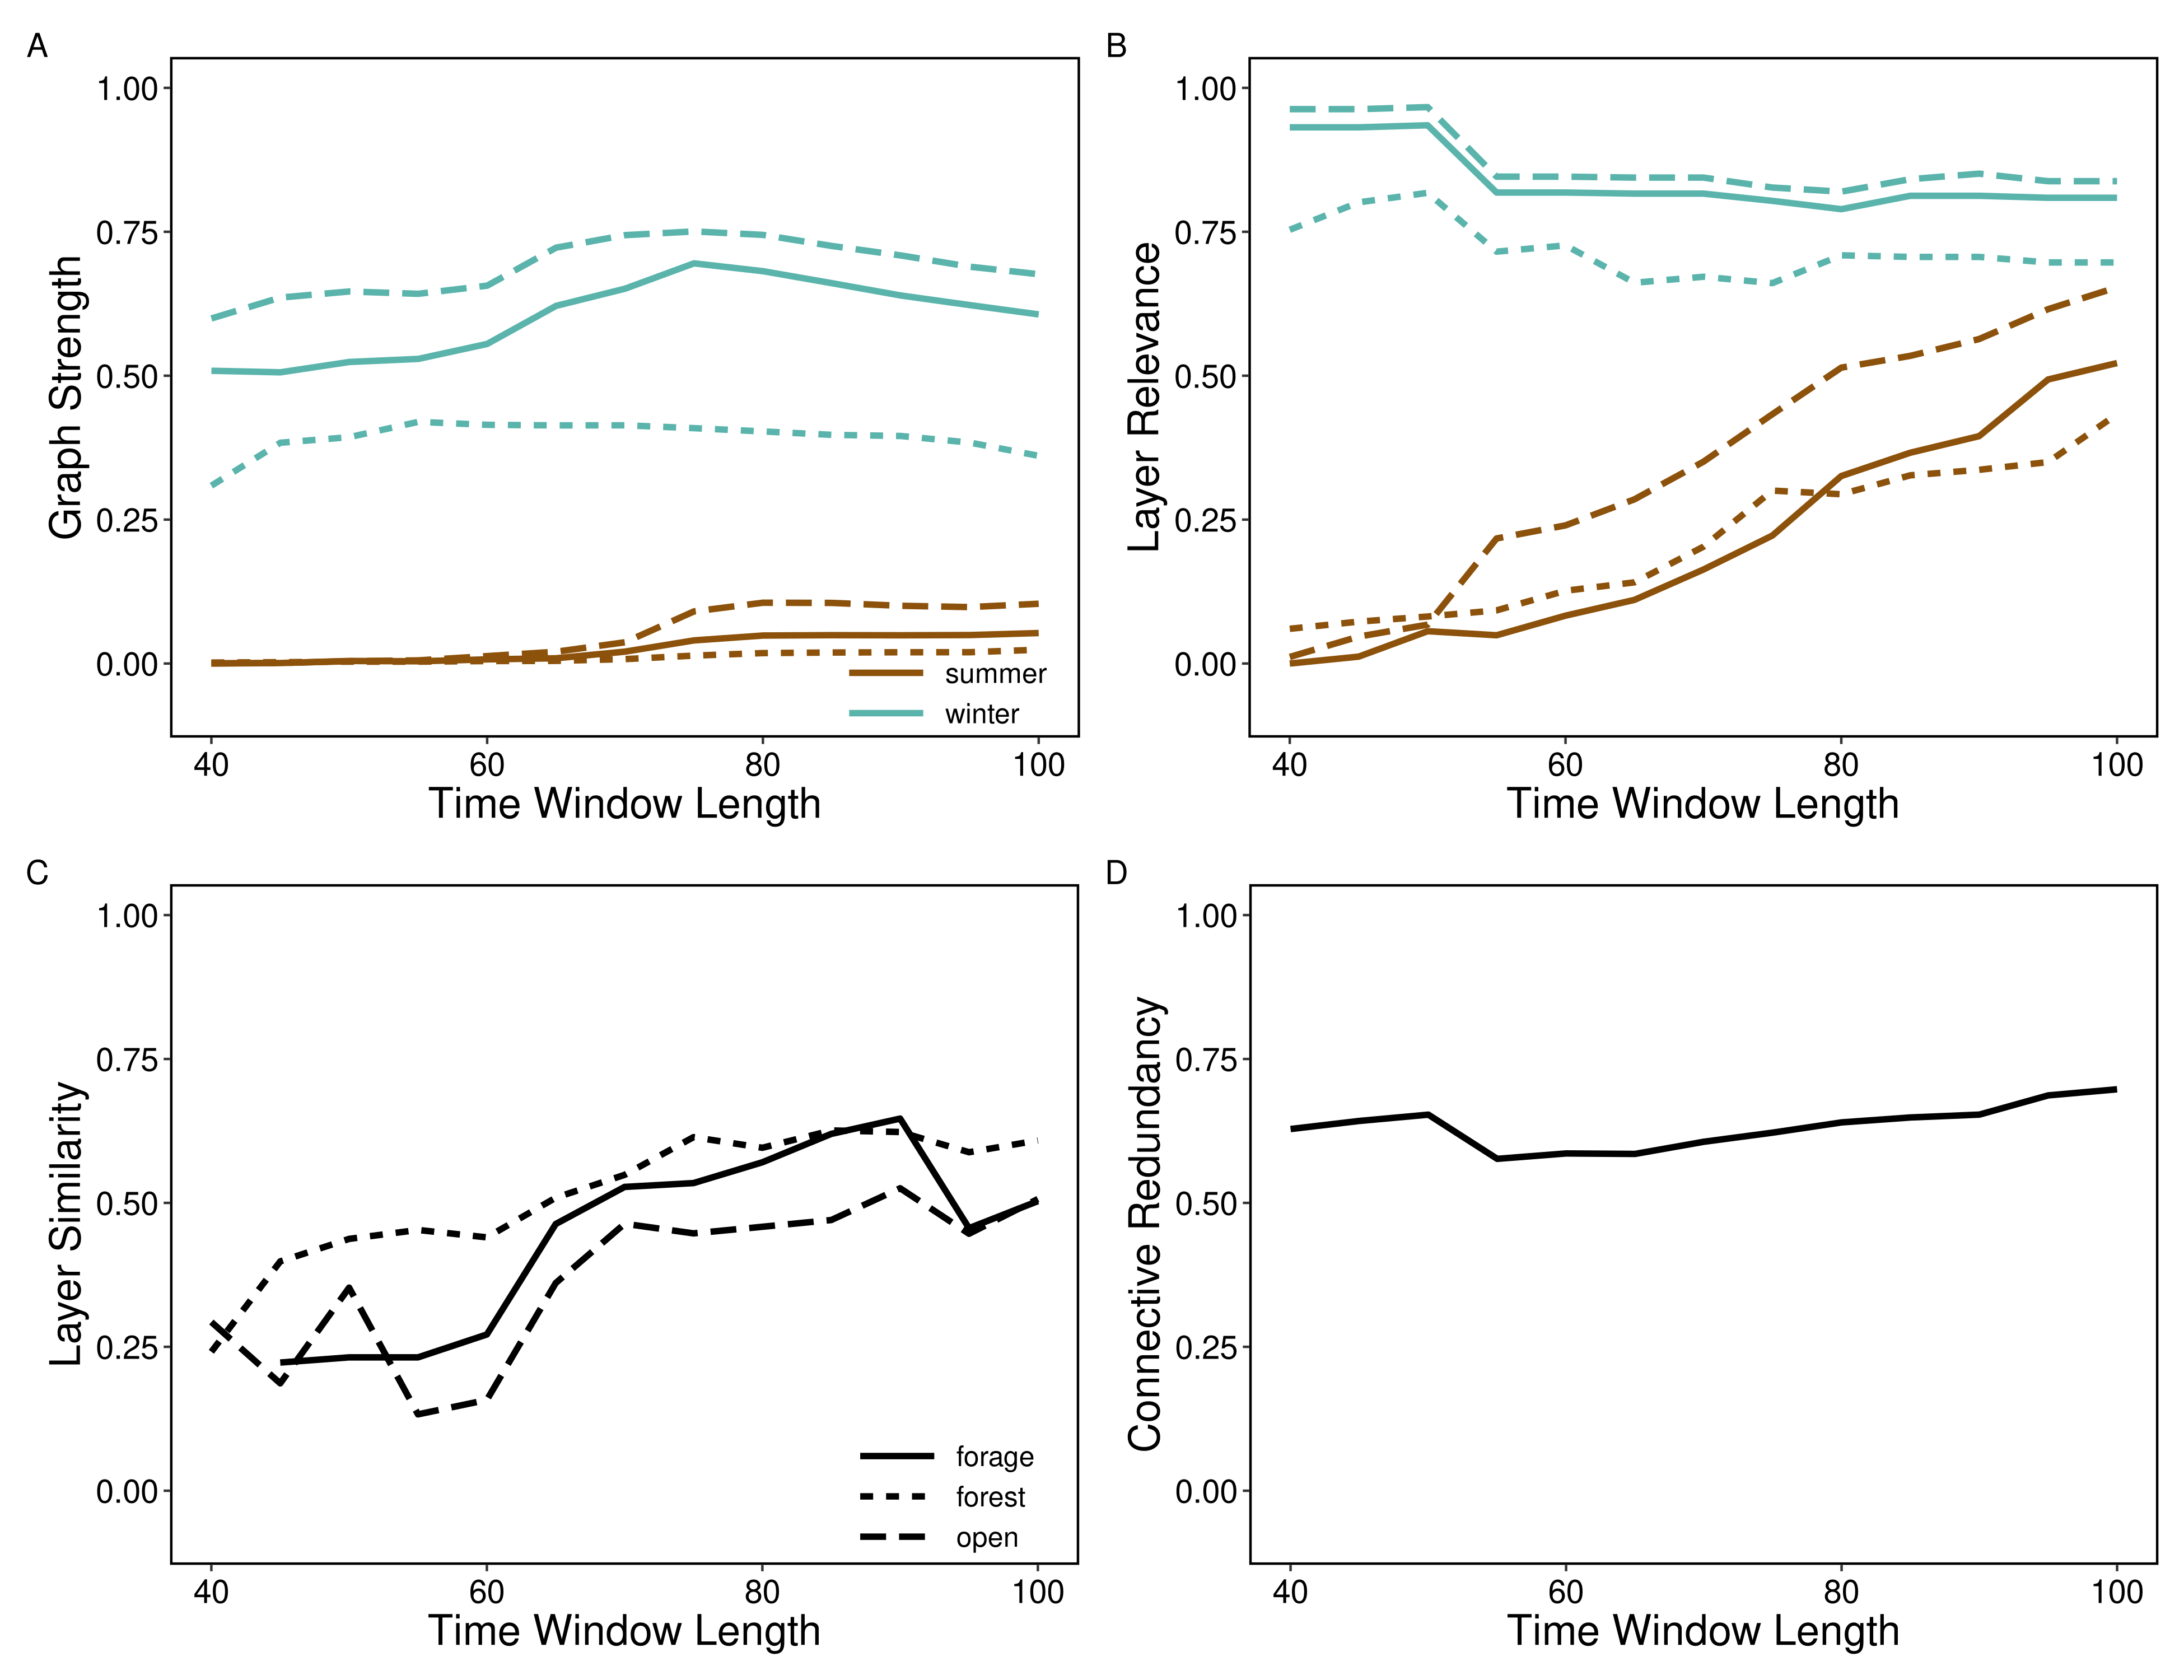 A
1.00
0.75
0.50
0.25
0.00
Graph Strength
summer
winter
40 60 80 100
Time Window Length
B
1.00
0.75
0.50
0.25
0.00
Layer Relevance
40 60 80 100
Time Window Length
C
1.00
0.75
0.50
0.25
0.00
Layer Similarity
forage
forest
open
40 60 80 100
Time Window Length
D
1.00
0.75
0.50
0.25
0.00
Connective Redundancy
40 60 80 100
Time Window Length